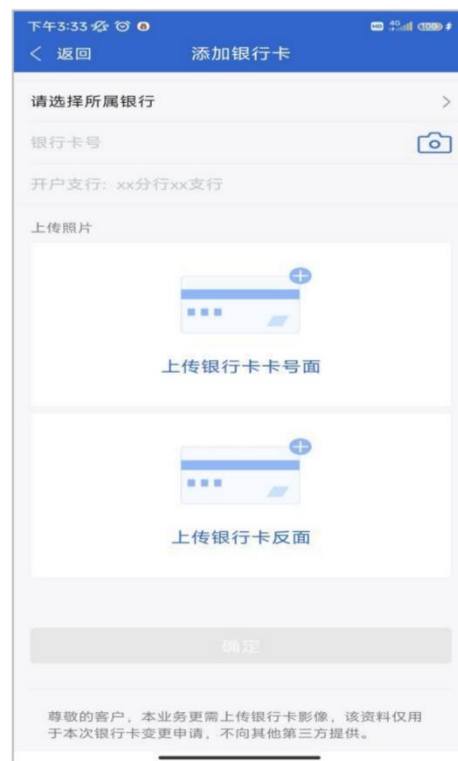 下午3:33
HD 4G 100
返回 添加银行卡
请选择所属银行
银行卡号
开户支行：xx分行xx支行
上传照片
上传银行卡卡号面
上传银行卡反面
确定
尊敬的客户，本业务更需上传银行卡影像，该资料仅用
于本次银行卡变更申请，不向其他第三方提供。